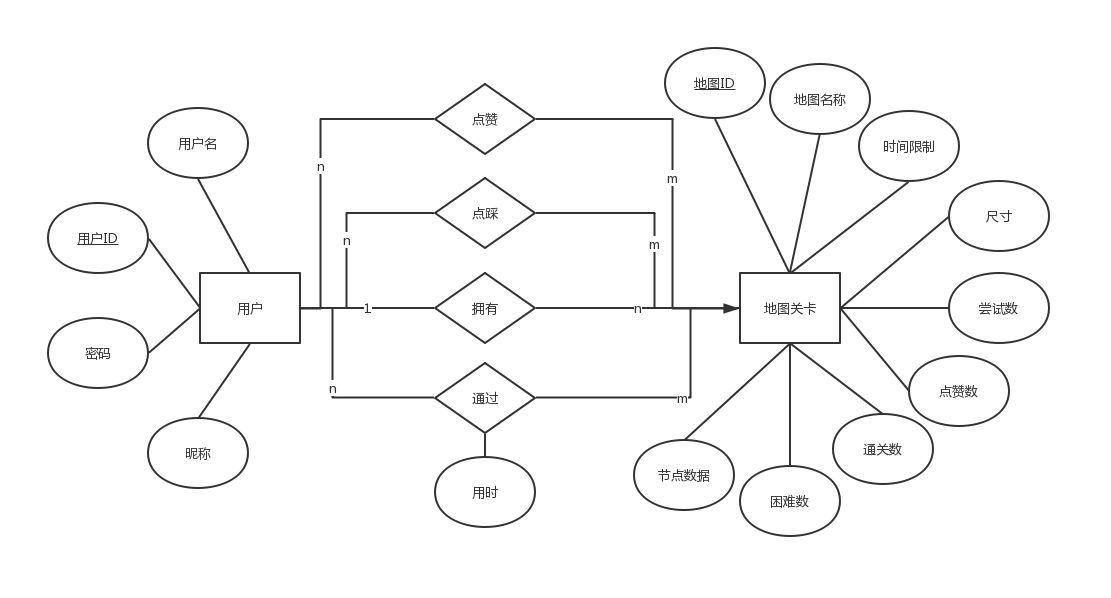 地图ID
地图名称
点赞
用户名
时间限制
n
m
点踩
尺寸
用户ID
n
m
用户
1
拥有
n
地图关卡
尝试数
密码
n
通过
m
点赞数
昵称
通关数
节点数据
用时
困难数